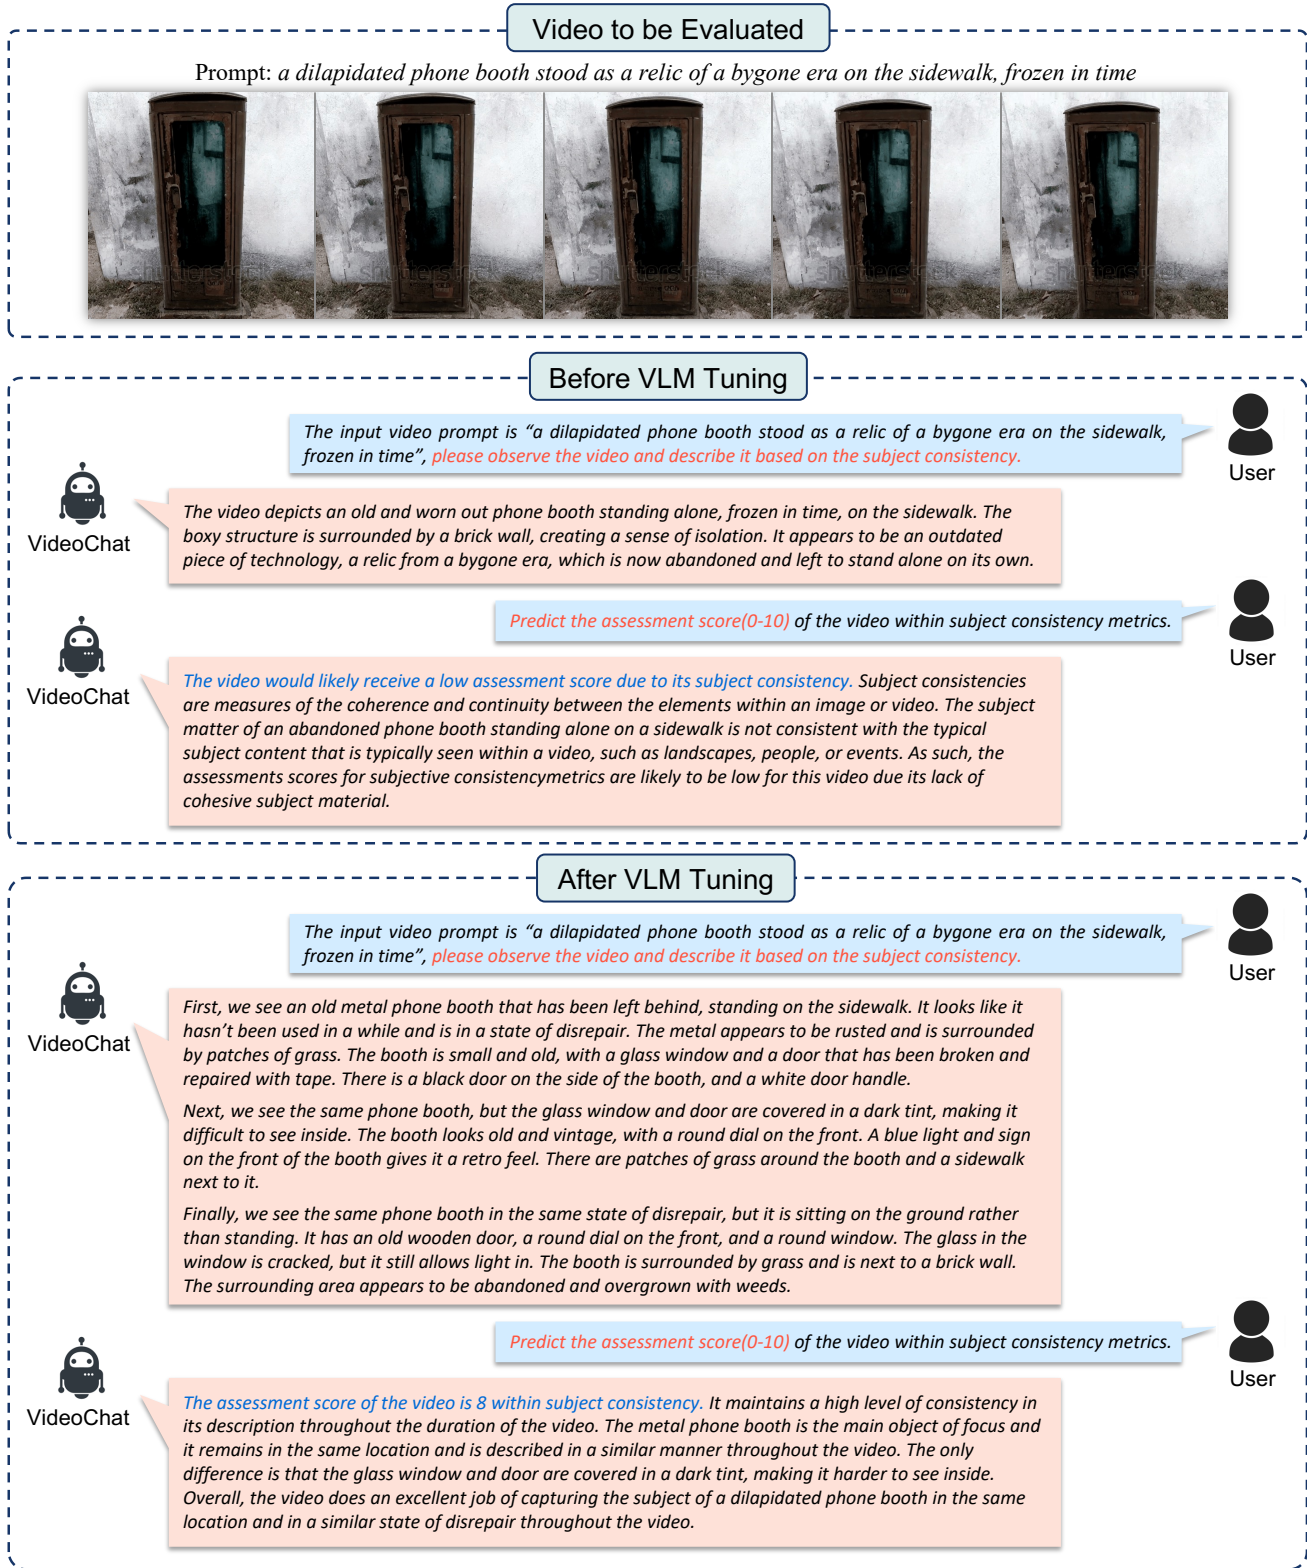 Video to be Evaluated
Prompt: a dilapidated phone booth stood as a relic of a bygone era on the sidewalk, frozen in time
shutterstock shutterstock shutterstock shutterstock shutterstock
Before VLM Tuning
The input video prompt is “a dilapidated phone booth stood as a relic of a bygone era on the sidewalk,
frozen in time”, please observe the video and describe it based on the subject consistency.
User
VideoChat
The video depicts an old and worn out phone booth standing alone, frozen in time, on the sidewalk. The
boxy structure is surrounded by a brick wall, creating a sense of isolation. It appears to be an outdated
piece of technology, a relic from a bygone era, which is now abandoned and left to stand alone on its own.
Predict the assessment score(0-10) of the video within subject consistency metrics.
User
VideoChat
The video would likely receive a low assessment score due to its subject consistency. Subject consistencies
are measures of the coherence and continuity between the elements within an image or video. The subject
matter of an abandoned phone booth standing alone on a sidewalk is not consistent with the typical
subject content that is typically seen within a video, such as landscapes, people, or events. As such, the
assessments scores for subjective consistencymetrics are likely to be low for this video due its lack of
cohesive subject material.
After VLM Tuning
The input video prompt is “a dilapidated phone booth stood as a relic of a bygone era on the sidewalk,
frozen in time”, please observe the video and describe it based on the subject consistency.
User
VideoChat
First, we see an old metal phone booth that has been left behind, standing on the sidewalk. It looks like it
hasn’t been used in a while and is in a state of disrepair. The metal appears to be rusted and is surrounded
by patches of grass. The booth is small and old, with a glass window and a door that has been broken and
repaired with tape. There is a black door on the side of the booth, and a white door handle.
Next, we see the same phone booth, but the glass window and door are covered in a dark tint, making it
difficult to see inside. The booth looks old and vintage, with a round dial on the front. A blue light and sign
on the front of the booth gives it a retro feel. There are patches of grass around the booth and a sidewalk
next to it.
Finally, we see the same phone booth in the same state of disrepair, but it is sitting on the ground rather
than standing. It has an old wooden door, a round dial on the front, and a round window. The glass in the
window is cracked, but it still allows light in. The booth is surrounded by grass and is next to a brick wall.
The surrounding area appears to be abandoned and overgrown with weeds.
Predict the assessment score(0-10) of the video within subject consistency metrics.
User
VideoChat
The assessment score of the video is 8 within subject consistency. It maintains a high level of consistency in
its description throughout the duration of the video. The metal phone booth is the main object of focus and
it remains in the same location and is described in a similar manner throughout the video. The only
difference is that the glass window and door are covered in a dark tint, making it harder to see inside.
Overall, the video does an excellent job of capturing the subject of a dilapidated phone booth in the same
location and in a similar state of disrepair throughout the video.